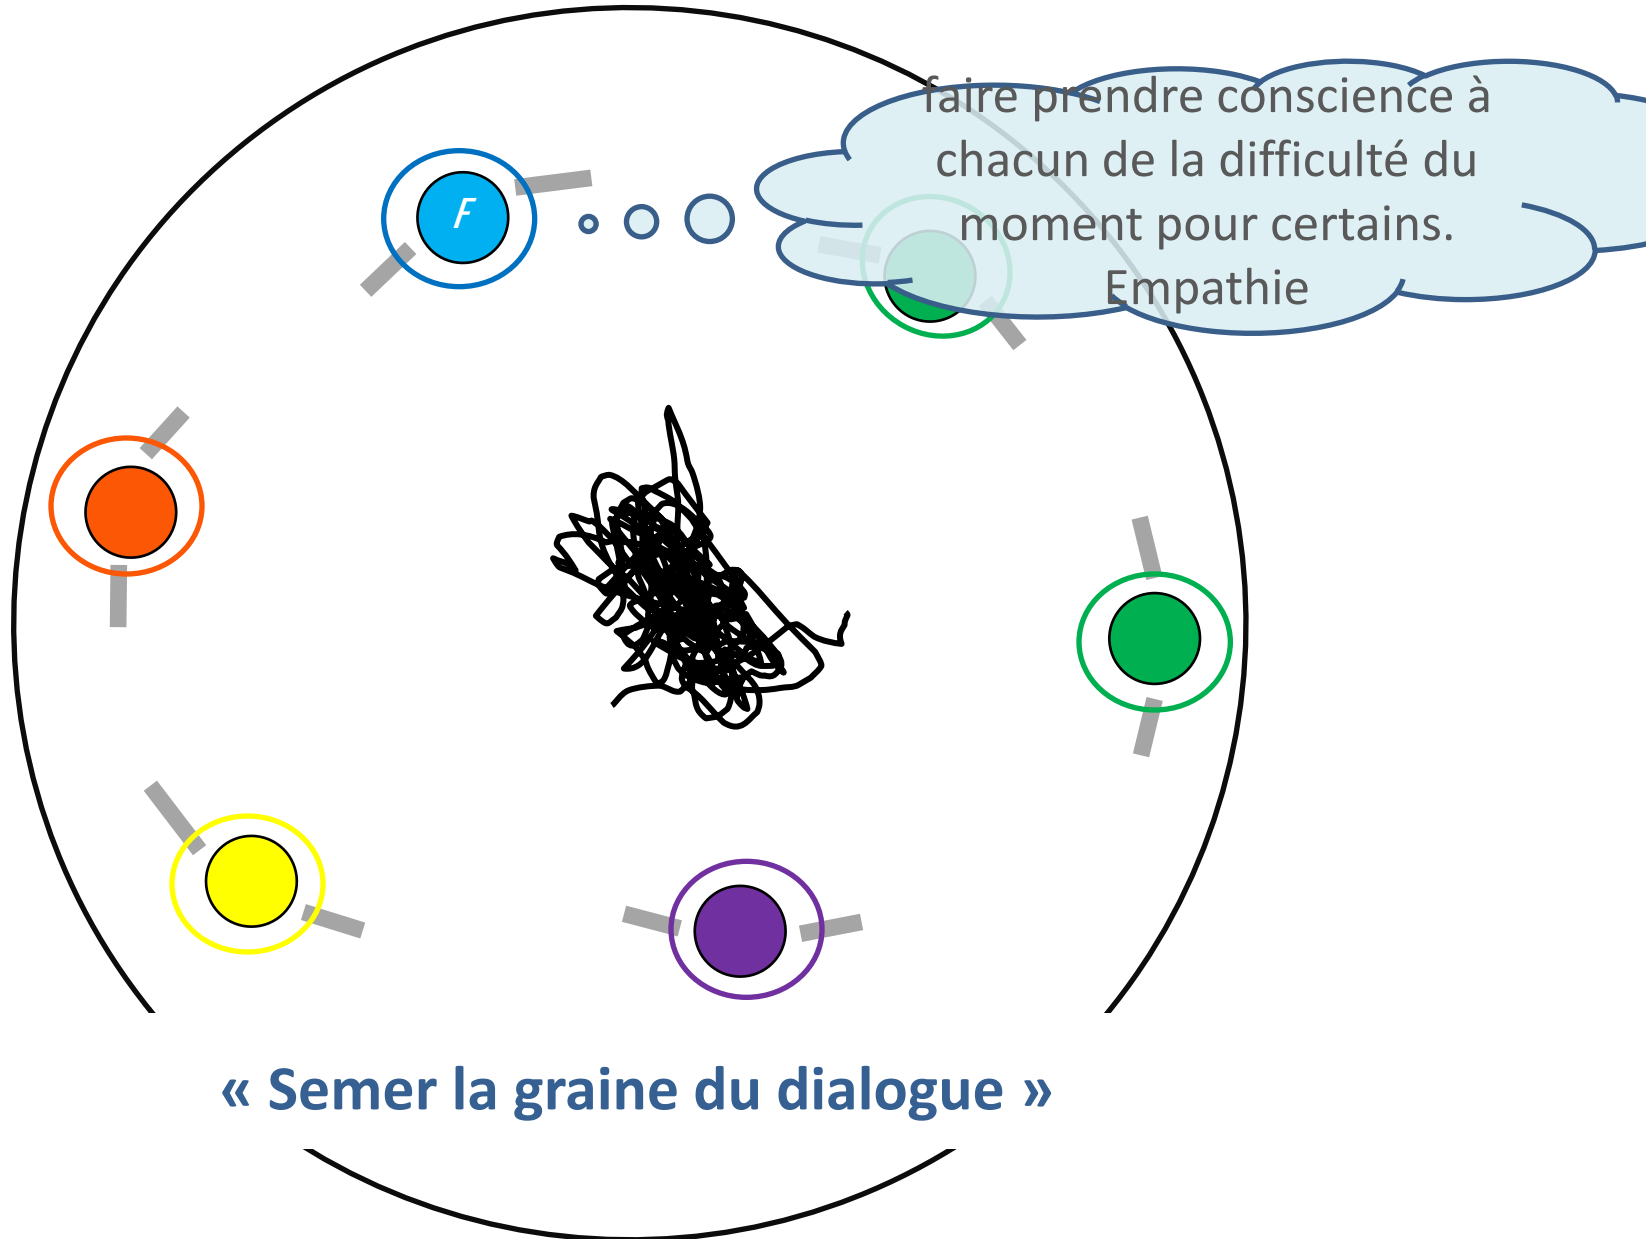 faire prendre conscience à
chacun de la difficulté du
moment pour certains.
Empathie
F
« Semer la graine du dialogue »